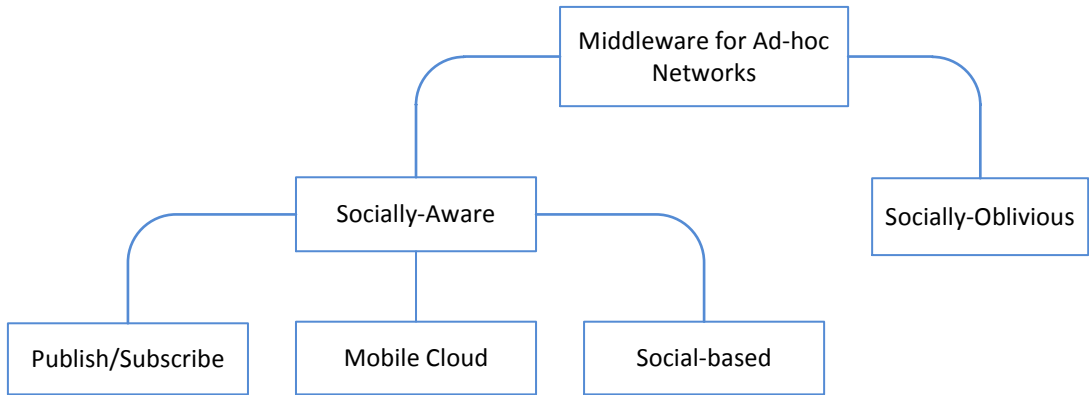 Middleware for Ad-hoc
Networks
Socially-Aware
Socially-Oblivious
Publish/Subscribe
Mobile Cloud
Social-based